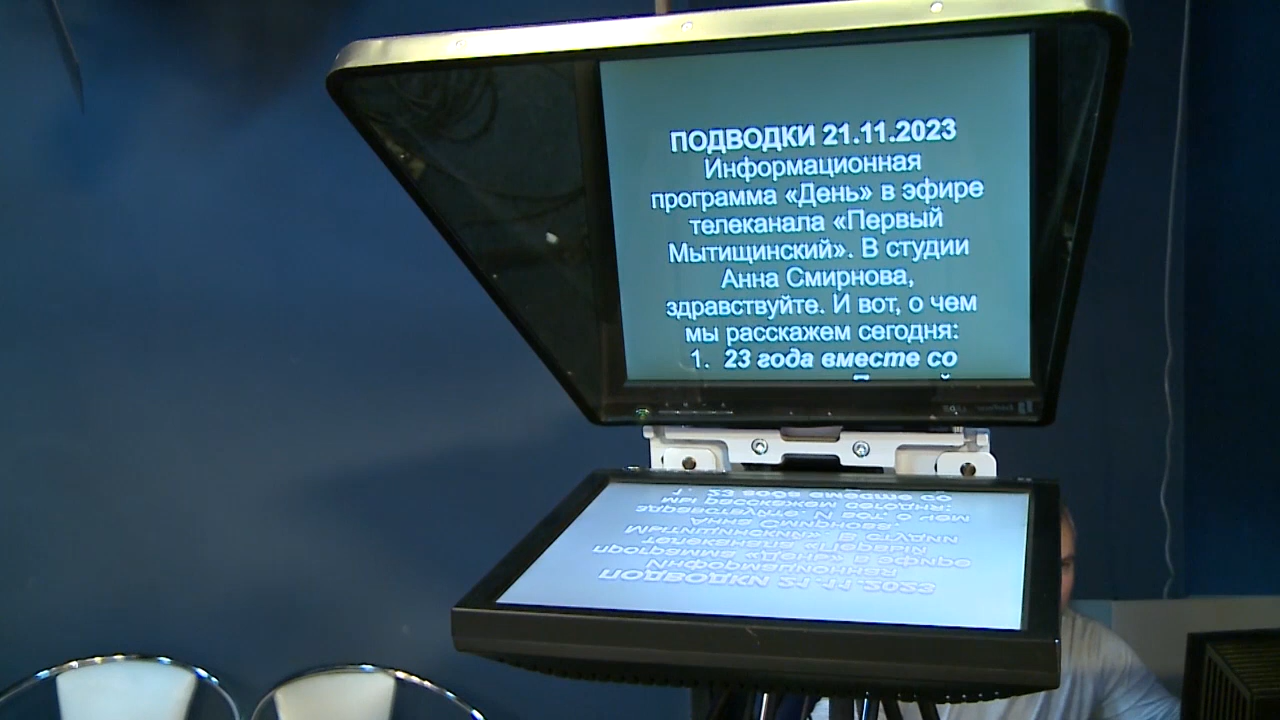 ПОДВОДКИ 21.11.2023
Информационная
программа «День» в эфире
телеканала «Первый
Мытищинский». В студии
Анна Смирнова,
здравствуйте. И вот, о чем
мы расскажем сегодня:
1. 23 года вместе со